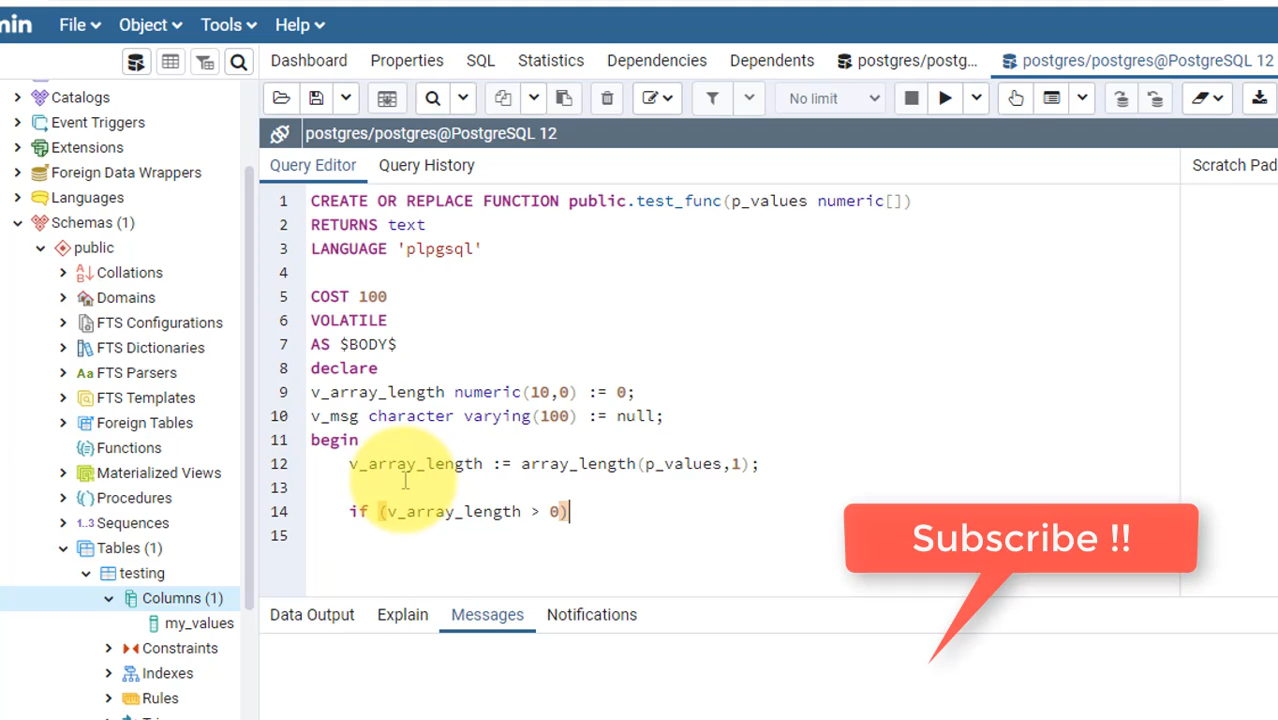 min File Object Tools Help
Dashboard Properties SQL Statistics Dependencies Dependents postgres/postg... postgres/postgres@PostgreSQL 12
No limit
postgres/postgres@PostgreSQL 12
Query Editor Query History Scratch Pad
Catalogs
Event Triggers
Extensions
Foreign Data Wrappers
Languages
Schemas (1)
public
Collations
Domains
FTS Configurations
FTS Dictionaries
Aa FTS Parsers
FTS Templates
Foreign Tables
Functions
Materialized Views
Procedures
1..3 Sequences
Tables (1)
testing
Columns (1)
my_values
Constraints
Indexes
Rules
1 CREATE OR REPLACE FUNCTION public.test_func(p_values numeric[])
2 RETURNS text
3 LANGUAGE 'plpgsql'
4
5 COST 100
6 VOLATILE
7 AS $BODY$
8 declare
9 v_array_length numeric(10,0) := 0;
10 v_msg character varying(100) := null;
11 begin
12 v_array_length := array_length(p_values,1);
13
14 if (v_array_length > 0)
15
Subscribe !!
Data Output Explain Messages Notifications